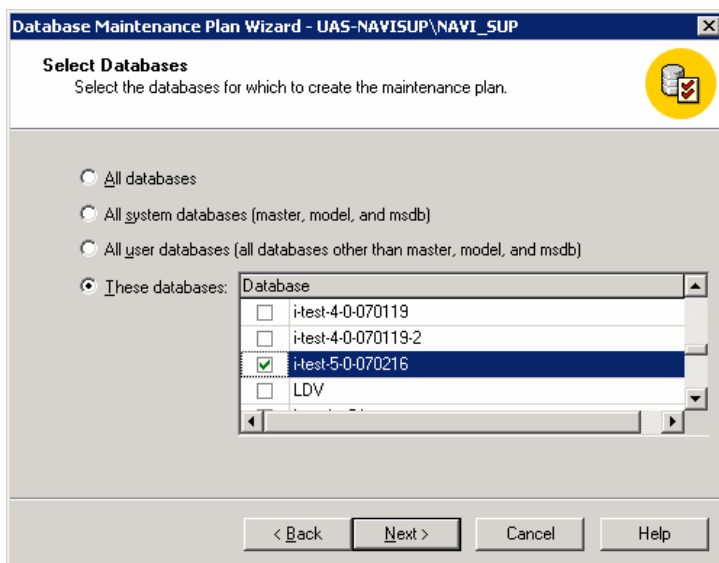 Database Maintenance Plan Wizard - UAS-NAVISUP\NAVI_SUP
Select Databases
Select the databases for which to create the maintenance plan.
All databases
All system databases (master, model, and msdb)
All user databases (all databases other than master, model, and msdb)
These databases:
Database
i-test-4-0-070119
i-test-4-0-070119-2
i-test-5-0-070216
LDV
< Back
Next >
Cancel
Help